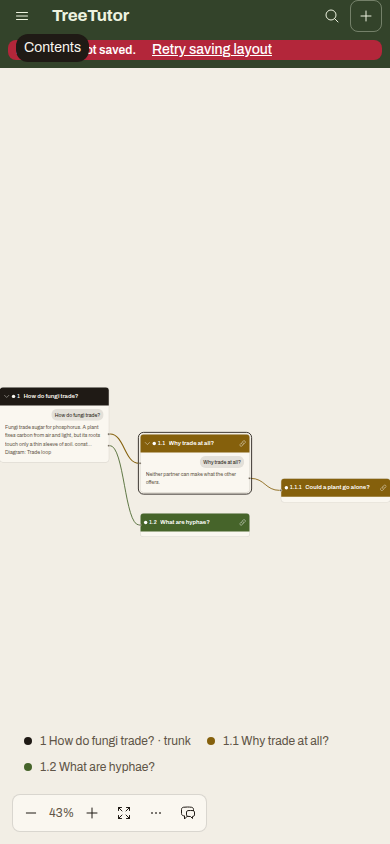 TreeTutor
Contents
ot saved. Retry saving layout
1 How do fungi trade?
How do fungi trade?
Fungi trade sugar for phosphorus. A plant
fixes carbon from air and light, but its roots
touch only a thin sleeve of soil. const...
Diagram: Trade loop
1.1 Why trade at all?
Why trade at all?
Neither partner can make what the other
offers.
1.1.1 Could a plant go alone?
1.2 What are hyphae?
1 How do fungi trade? · trunk
1.1 Why trade at all?
1.2 What are hyphae?
43%